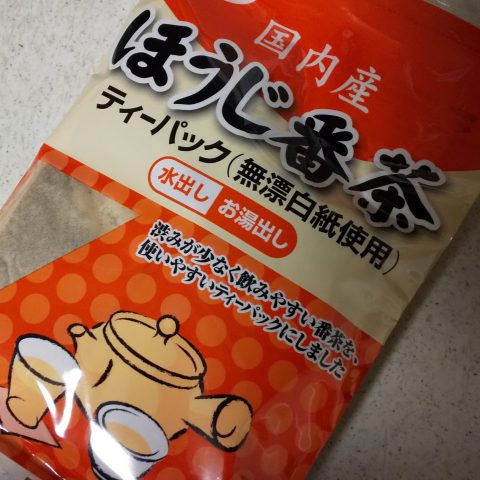 国内産
ほうじ番茶
ティーパック(無漂白紙使用)
水出し お湯出し
渋みが少なく飲みやすい番茶を、
使いやすいティーパックにしました